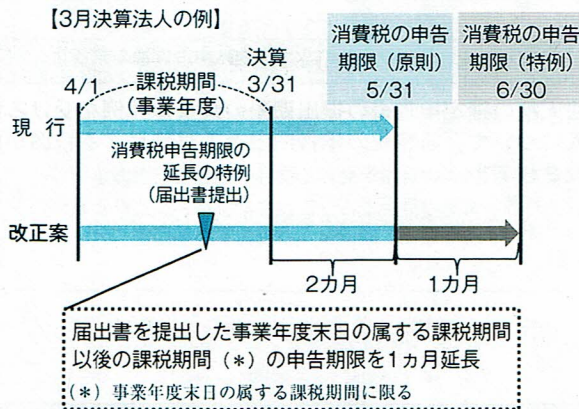 【3月決算法人の例】
消費税の申告
期限（原則）
5/31
消費税の申告
期限（特例）
6/30
決算
3/31
4/1
課税期間
（事業年度）
現 行
消費税申告期限の
延長の特例
（届出書提出）
改正案
2カ月
1カ月
届出書を提出した事業年度末日の属する課税期間
以後の課税期間（＊）の申告期限を1ヵ月延長
（＊）事業年度末日の属する課税期間に限る